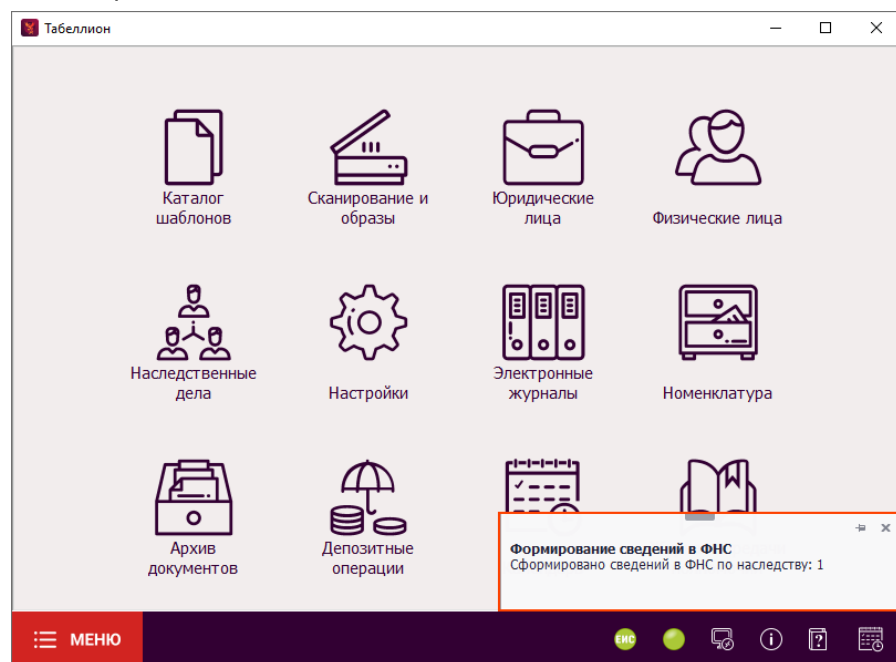 Табеллион
Каталог
шаблонов
Сканирование и
образы
Юридические
лица
Физические лица
Наследственные
дела
Настройки
Электронные
журналы
Номенклатура
Архив
документов
Депозитные
операции
Формирование сведений в ФНС
Сформировано сведений в ФНС по наследству: 1
МЕНЮ
ЕИС